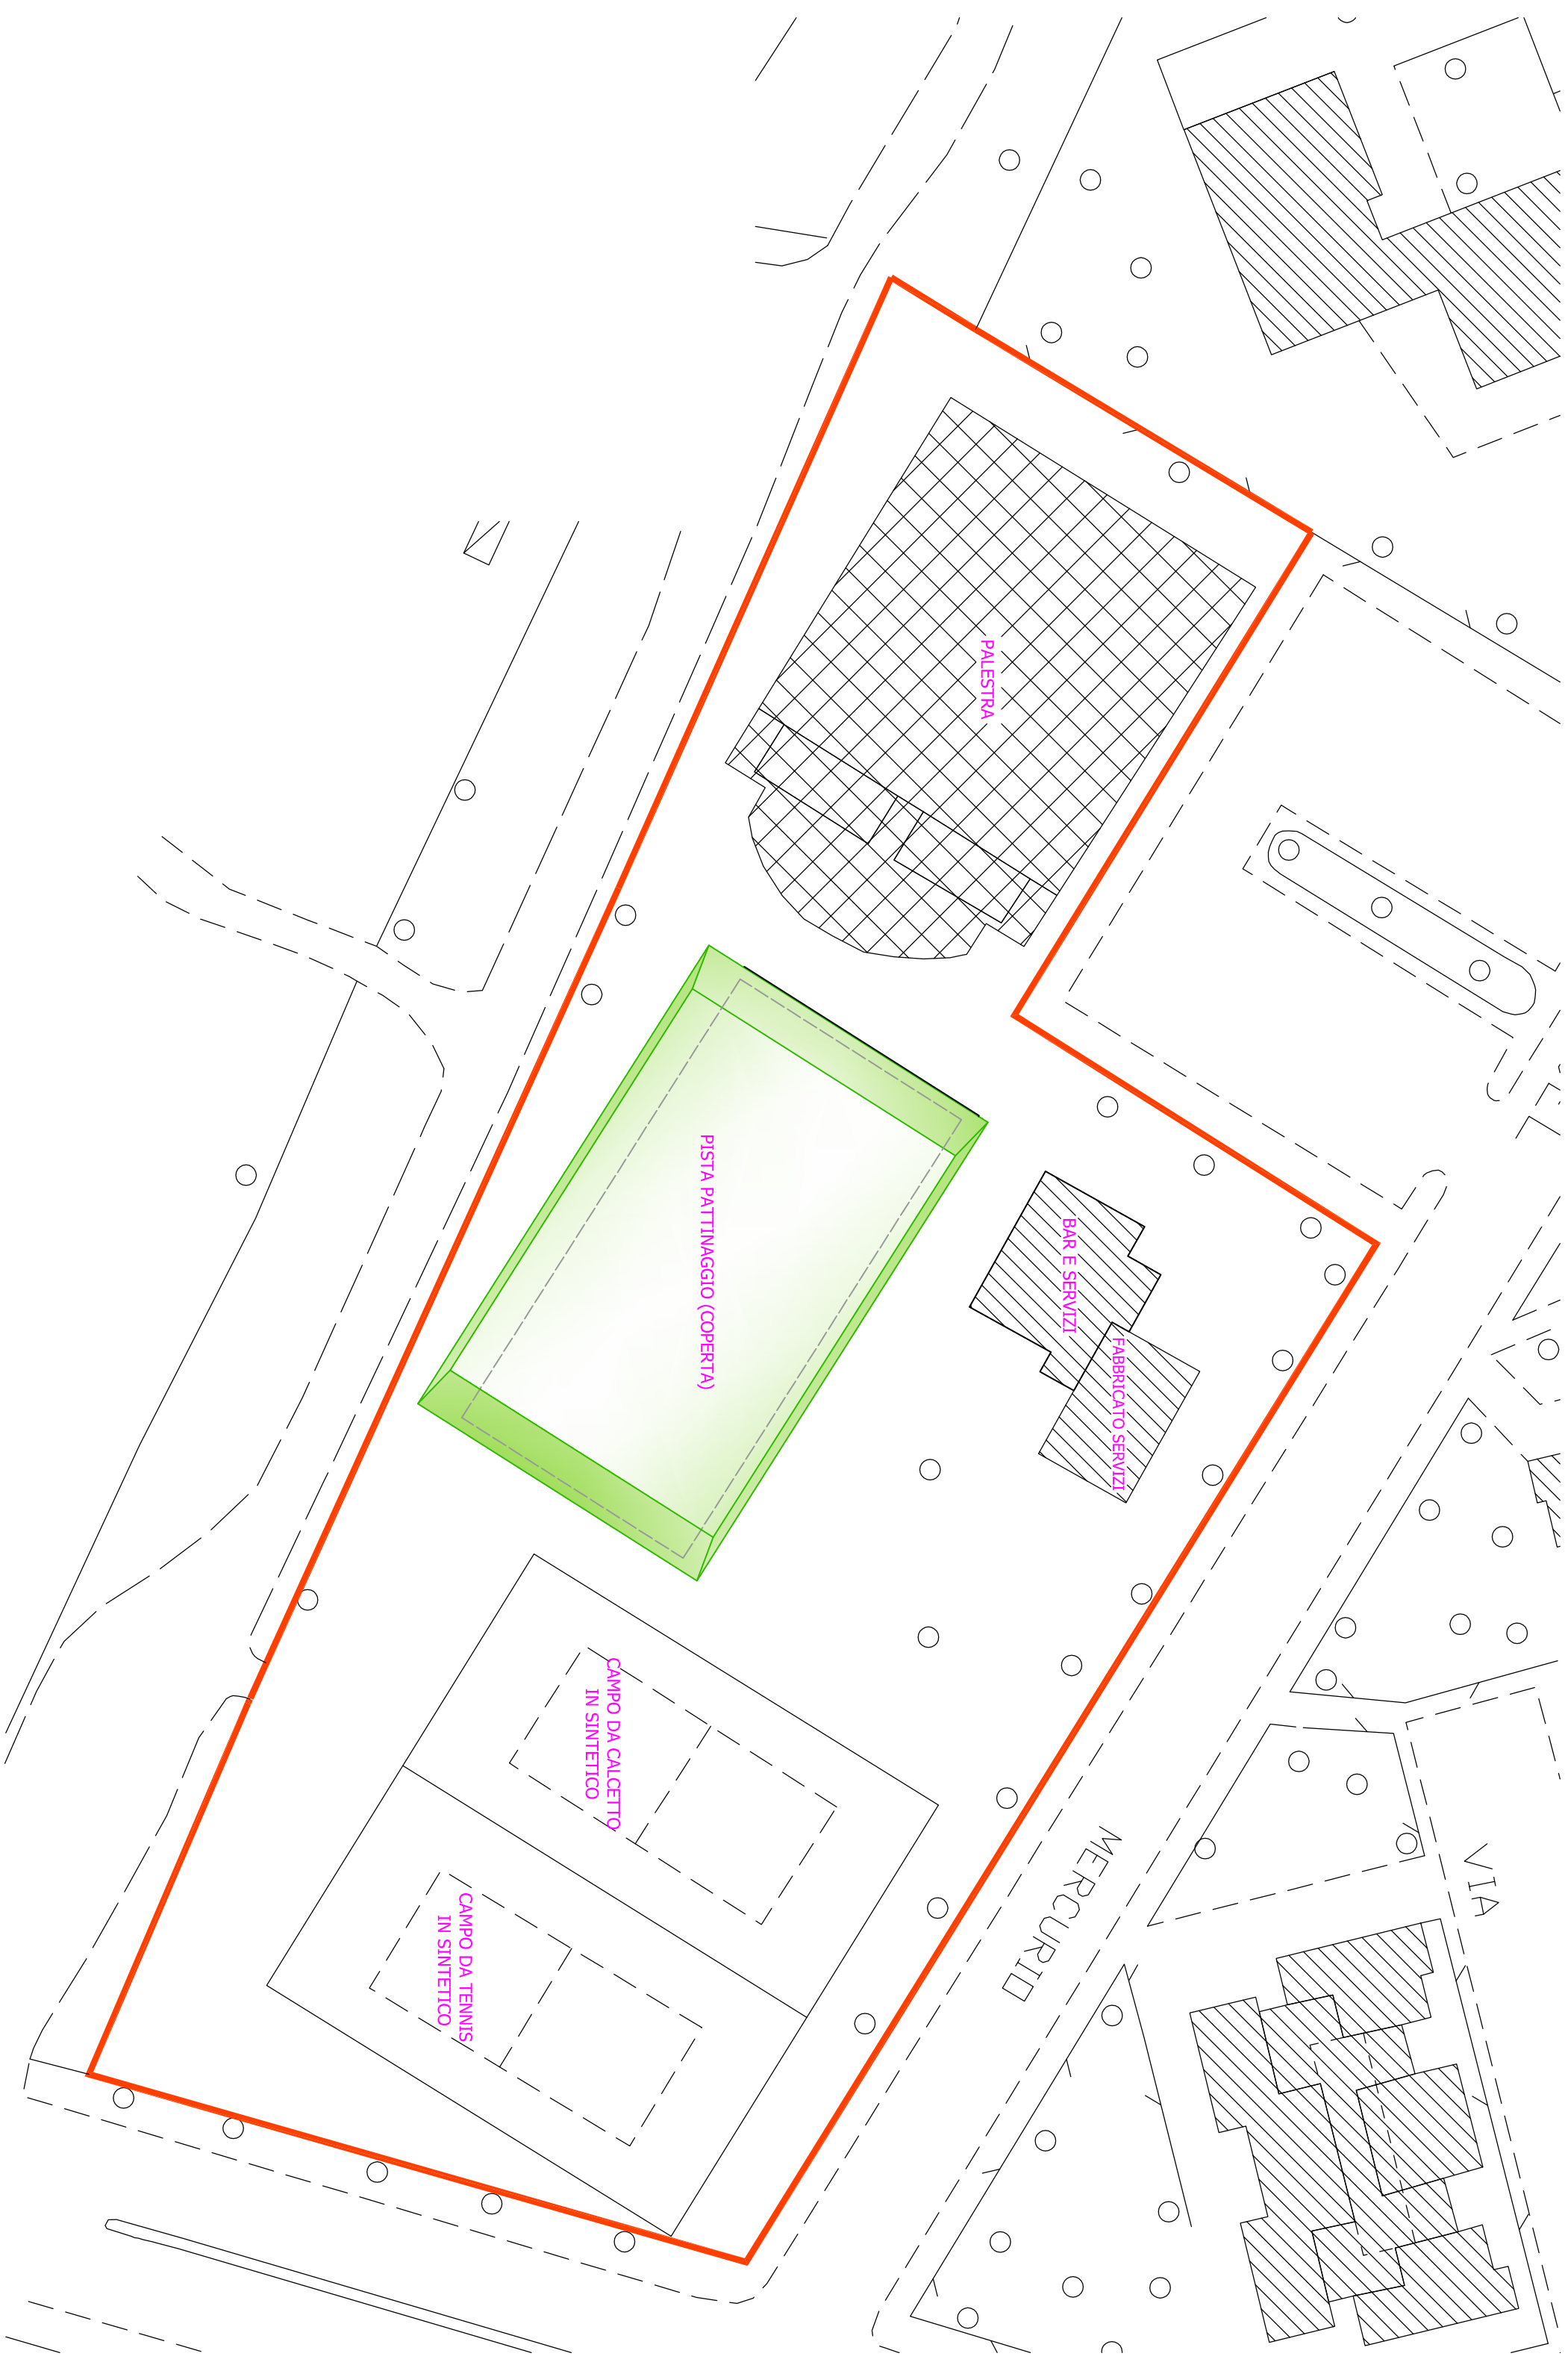 PALESTRA
PISTA PATTINAGGIO (COPERTA)
BAR E SERVIZI
FABBRICATO SERVIZI
CAMPO DA CALCETTO
IN SINTETICO
CAMPO DA TENNIS
IN SINTETICO
VIA
MERCURIO